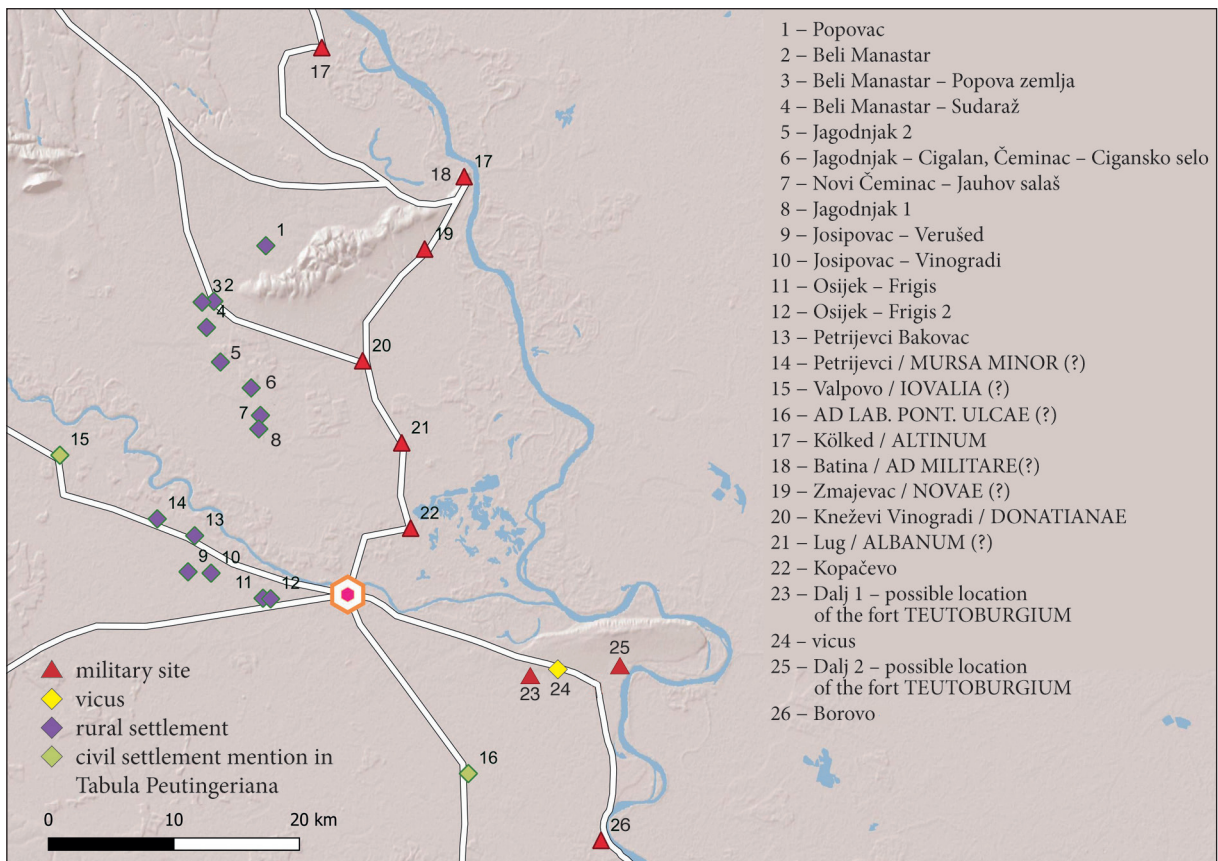 17
17
18
19
1
3 2
4
20
5
6
7
8
21
15
14
13
22
9 10
11 12
25
23 24
16
26
1 – Popovac
2 – Beli Manastar
3 – Beli Manastar – Popova zemlja
4 – Beli Manastar – Sudaraž
5 – Jagodnjak 2
6 – Jagodnjak – Cigalan, Čeminac – Cigansko selo
7 – Novi Čeminac – Jauhov salaš
8 – Jagodnjak 1
9 – Josipovac – Verušed
10 – Josipovac – Vinogradi
11 – Osijek – Frigis
12 – Osijek – Frigis 2
13 – Petrijevci Bakovac
14 – Petrijevci / MURSA MINOR (?)
15 – Valpovo / IOVALIA (?)
16 – AD LAB. PONT. ULCAE (?)
17 – Kölked / ALTINUM
18 – Batina / AD MILITARE(?)
19 – Zmajevac / NOVAE (?)
20 – Kneževi Vinogradi / DONATIANAE
21 – Lug / ALBANUM (?)
22 – Kopačevo
23 – Dalj 1 – possible location
of the fort TEUTOBURGIUM
24 – vicus
25 – Dalj 2 – possible location
of the fort TEUTOBURGIUM
26 – Borovo
military site
vicus
rural settlement
civil settlement mention in
Tabula Peutingeriana
0 10 20 km